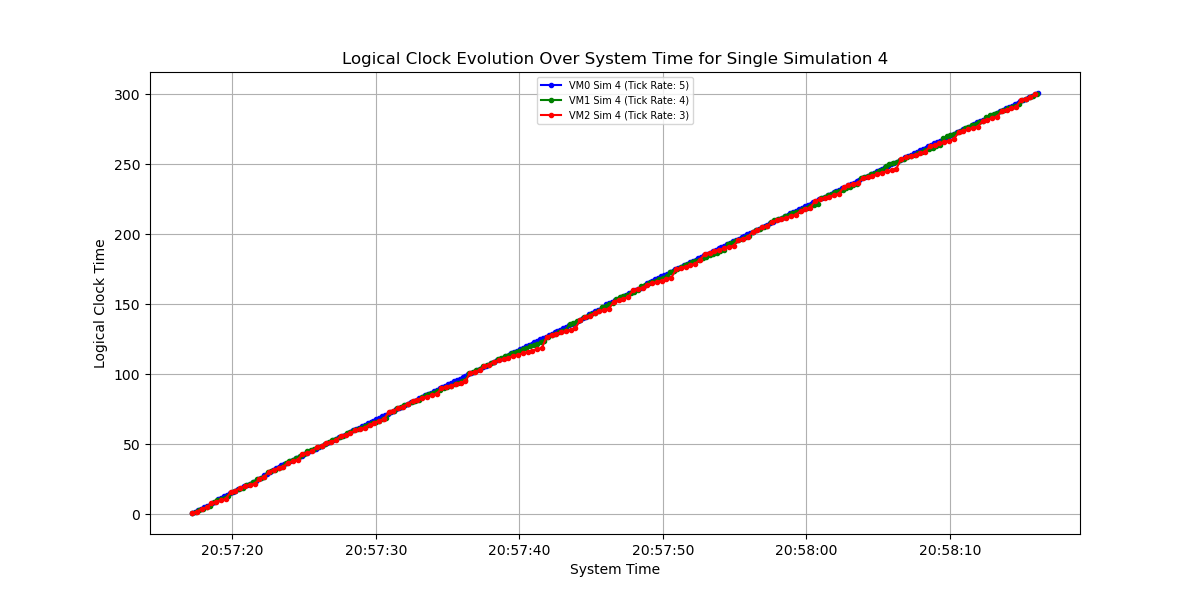 Logical Clock Evolution Over System Time for Single Simulation 4
VM0 Sim 4 (Tick Rate: 5)
VM1 Sim 4 (Tick Rate: 4)
VM2 Sim 4 (Tick Rate: 3)
Logical Clock Time
300
250
200
150
100
50
0
20:57:20 20:57:30 20:57:40 20:57:50 20:58:00 20:58:10
System Time